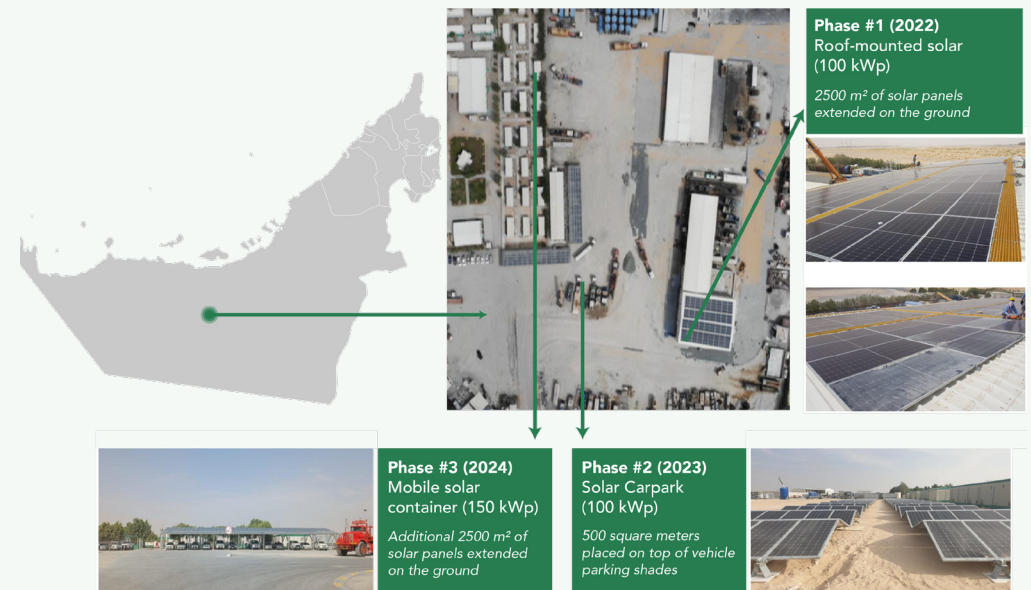 Phase #1 (2022)
Roof-mounted solar
(100 kWp)
2500 m² of solar panels
extended on the ground
Phase #3 (2024)
Mobile solar
container (150 kWp)
Additional 2500 m² of
solar panels extended
on the ground
Phase #2 (2023)
Solar Carpark
(100 kWp)
500 square meters
placed on top of vehicle
parking shades